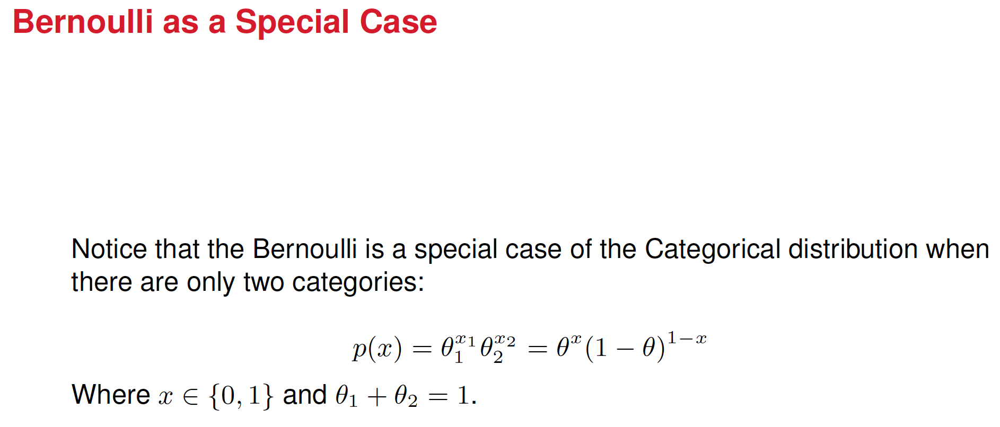 Bernoulli as a Special Case
Notice that the Bernoulli is a special case of the Categorical distribution when
there are only two categories:
$p(x) = \theta_1^{x_1} \theta_2^{x_2} = \theta^x (1 - \theta)^{1-x}$
Where $x \in \{0, 1\}$ and $\theta_1 + \theta_2 = 1$.